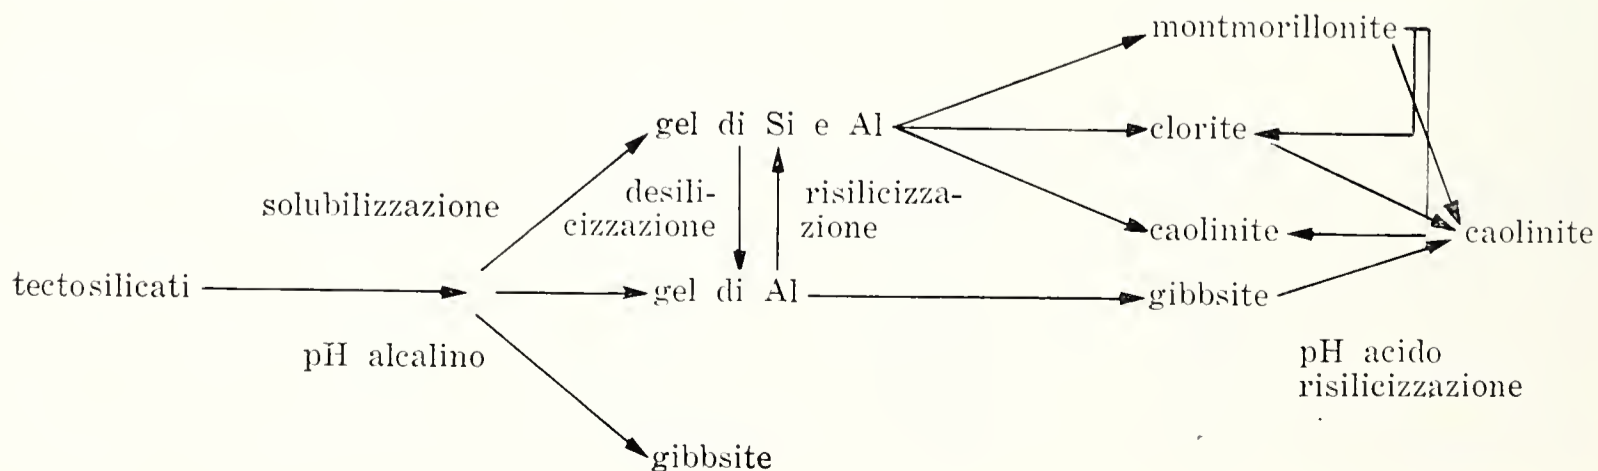 montmorillonite
gel di Si e Al
clorite
solubilizzazione
desili-
cizzazione
risilicizza-
zione
caolinite
caolinite
tectosilicati
gel di Al
gibbsite
pH alcalino
pH acido
risilicizzazione
gibbsite